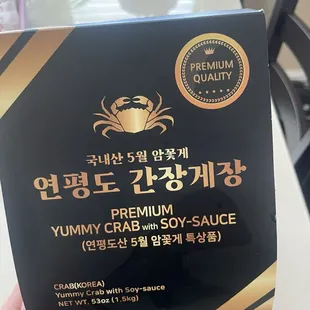 PREMIUM
QUALITY
국내산 5월 암꽃게
연평도 간장게장
PREMIUM
YUMMY CRAB with SOY-SAUCE
(연평도산 5월 암꽃게 특상품)
CRAB(KOREA)
Yummy Crab with Soy-sauce
NET WT. 53oz (1.5kg)